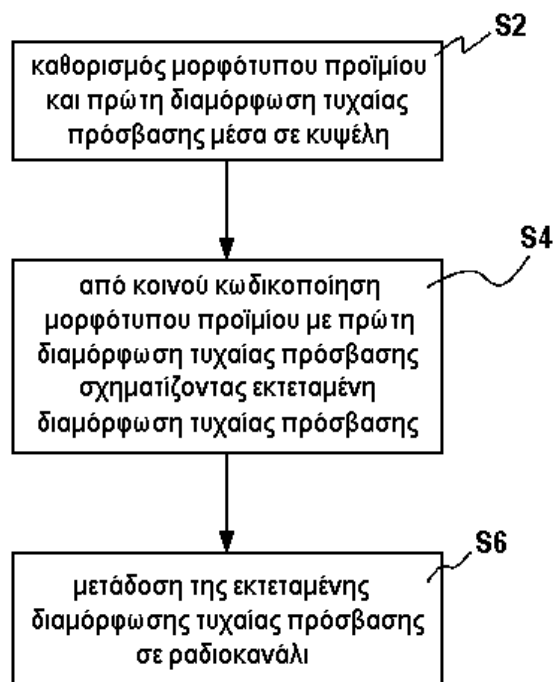 S2
καθορισμός μορφότυπου προϊμίου
και πρώτη διαμόρφωση τυχαίας
πρόσβασης μέσα σε κυψέλη
S4
από κοινού κωδικοποίηση
μορφότυπου προϊμίου με πρώτη
διαμόρφωση τυχαίας πρόσβασης
σχηματίζοντας εκτεταμένη
διαμόρφωση τυχαίας πρόσβασης
S6
μετάδοση της εκτεταμένης
διαμόρφωσης τυχαίας πρόσβασης
σε ραδιοκανάλι